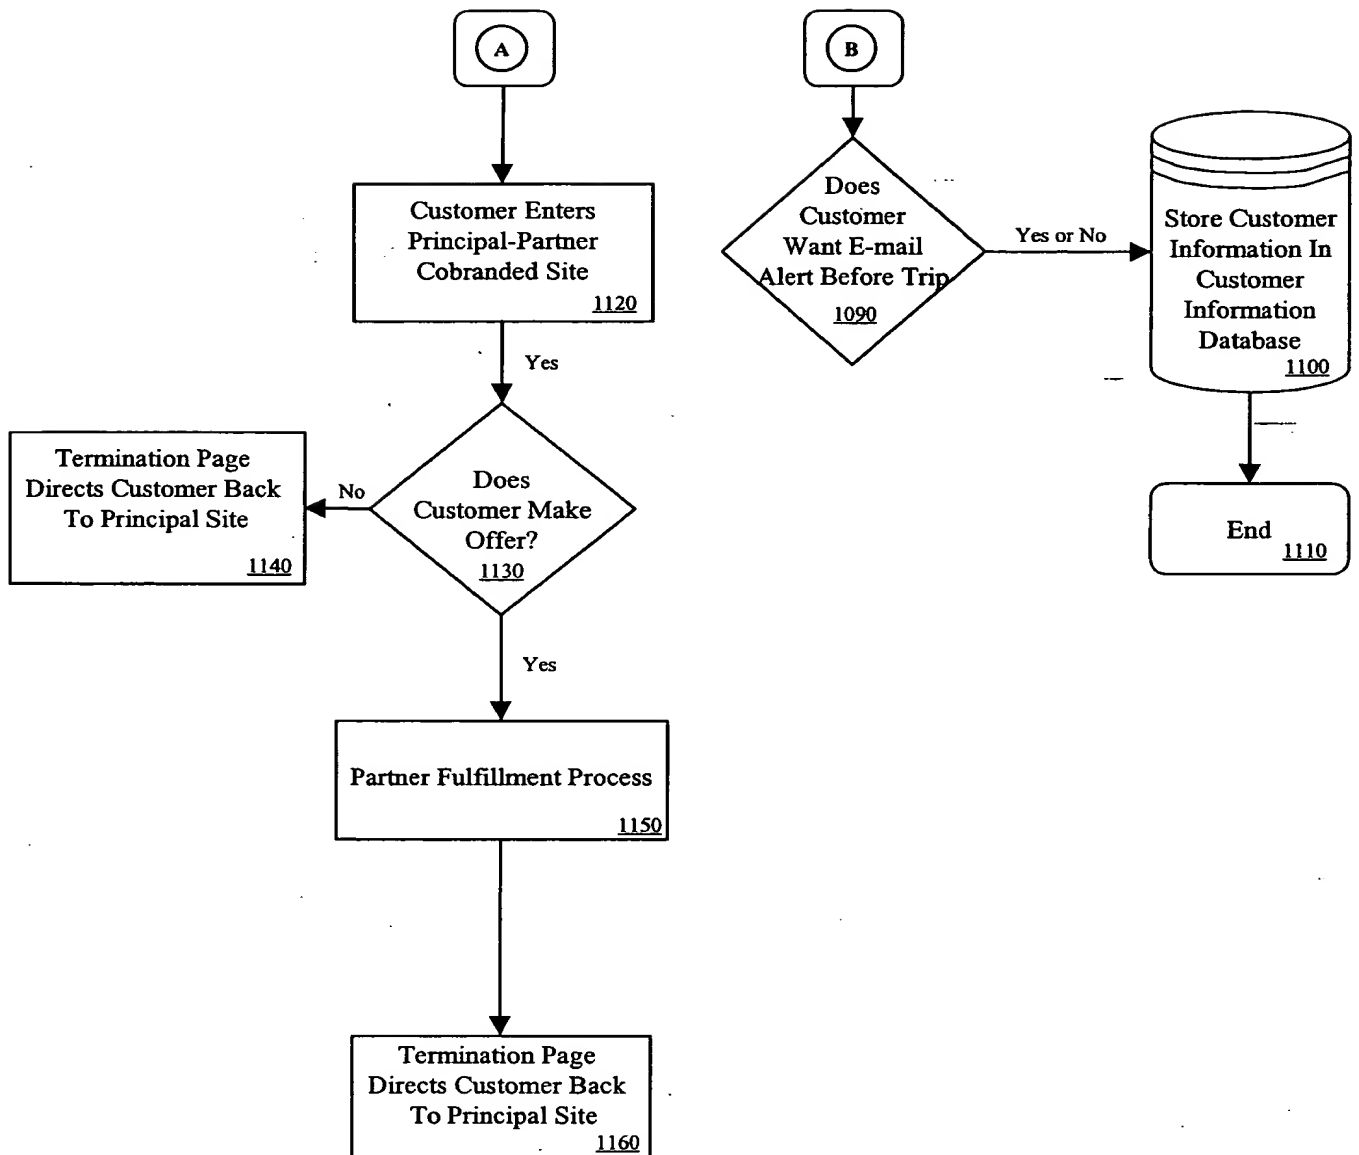 A
Customer Enters
Principal-Partner
Cobranded Site
1120
Yes
Does
Customer Make
Offer?
1130
No
Termination Page
Directs Customer Back
To Principal Site
1140
Yes
Partner Fulfillment Process
1150
Termination Page
Directs Customer Back
To Principal Site
1160
B
Does
Customer
Want E-mail
Alert Before Trip
1090
Yes or No
Store Customer
Information In
Customer
Information
Database
1100
End
1110